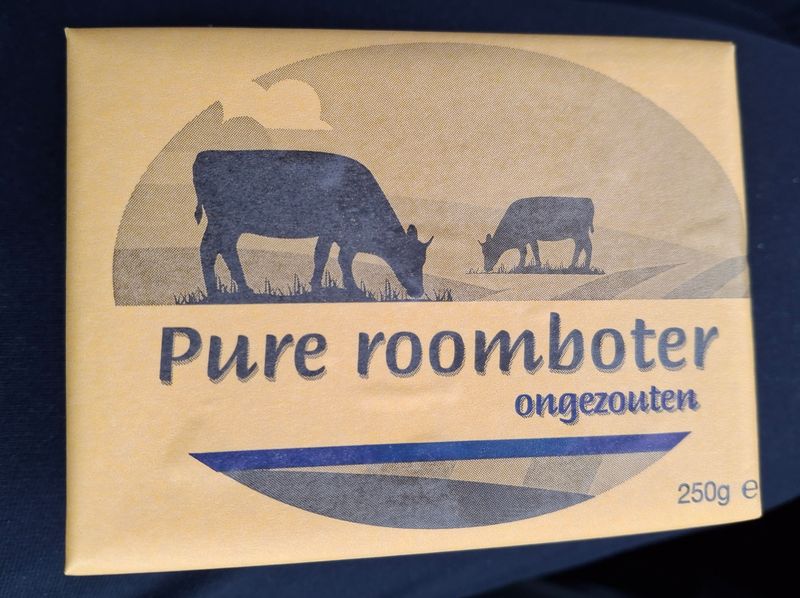 Pure roomboter
ongezouten
250g ℮